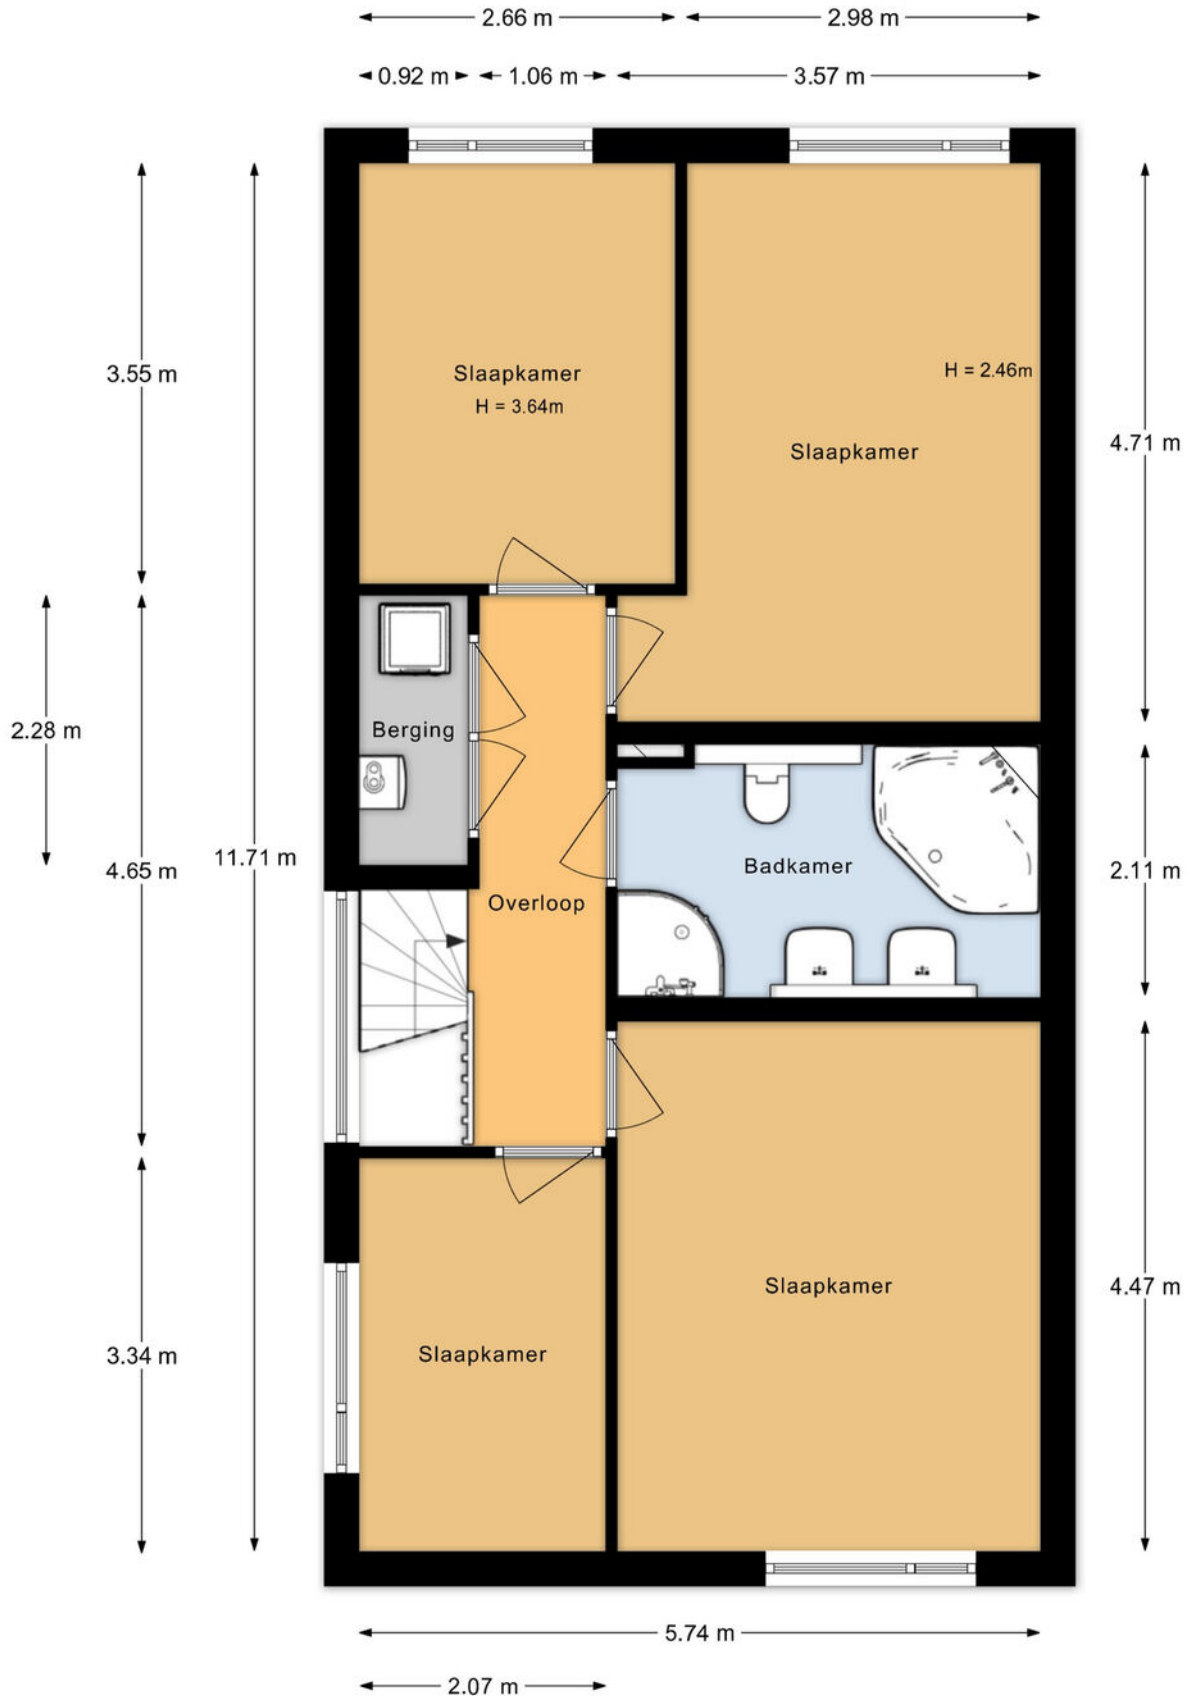 2.66 m
2.98 m
0.92 m
1.06 m
3.57 m
3.55 m
Slaapkamer
H = 3.64m
H = 2.46m
Slaapkamer
4.71 m
2.28 m
Berging
4.65 m
11.71 m
Badkamer
2.11 m
Overloop
Slaapkamer
4.47 m
3.34 m
Slaapkamer
5.74 m
2.07 m